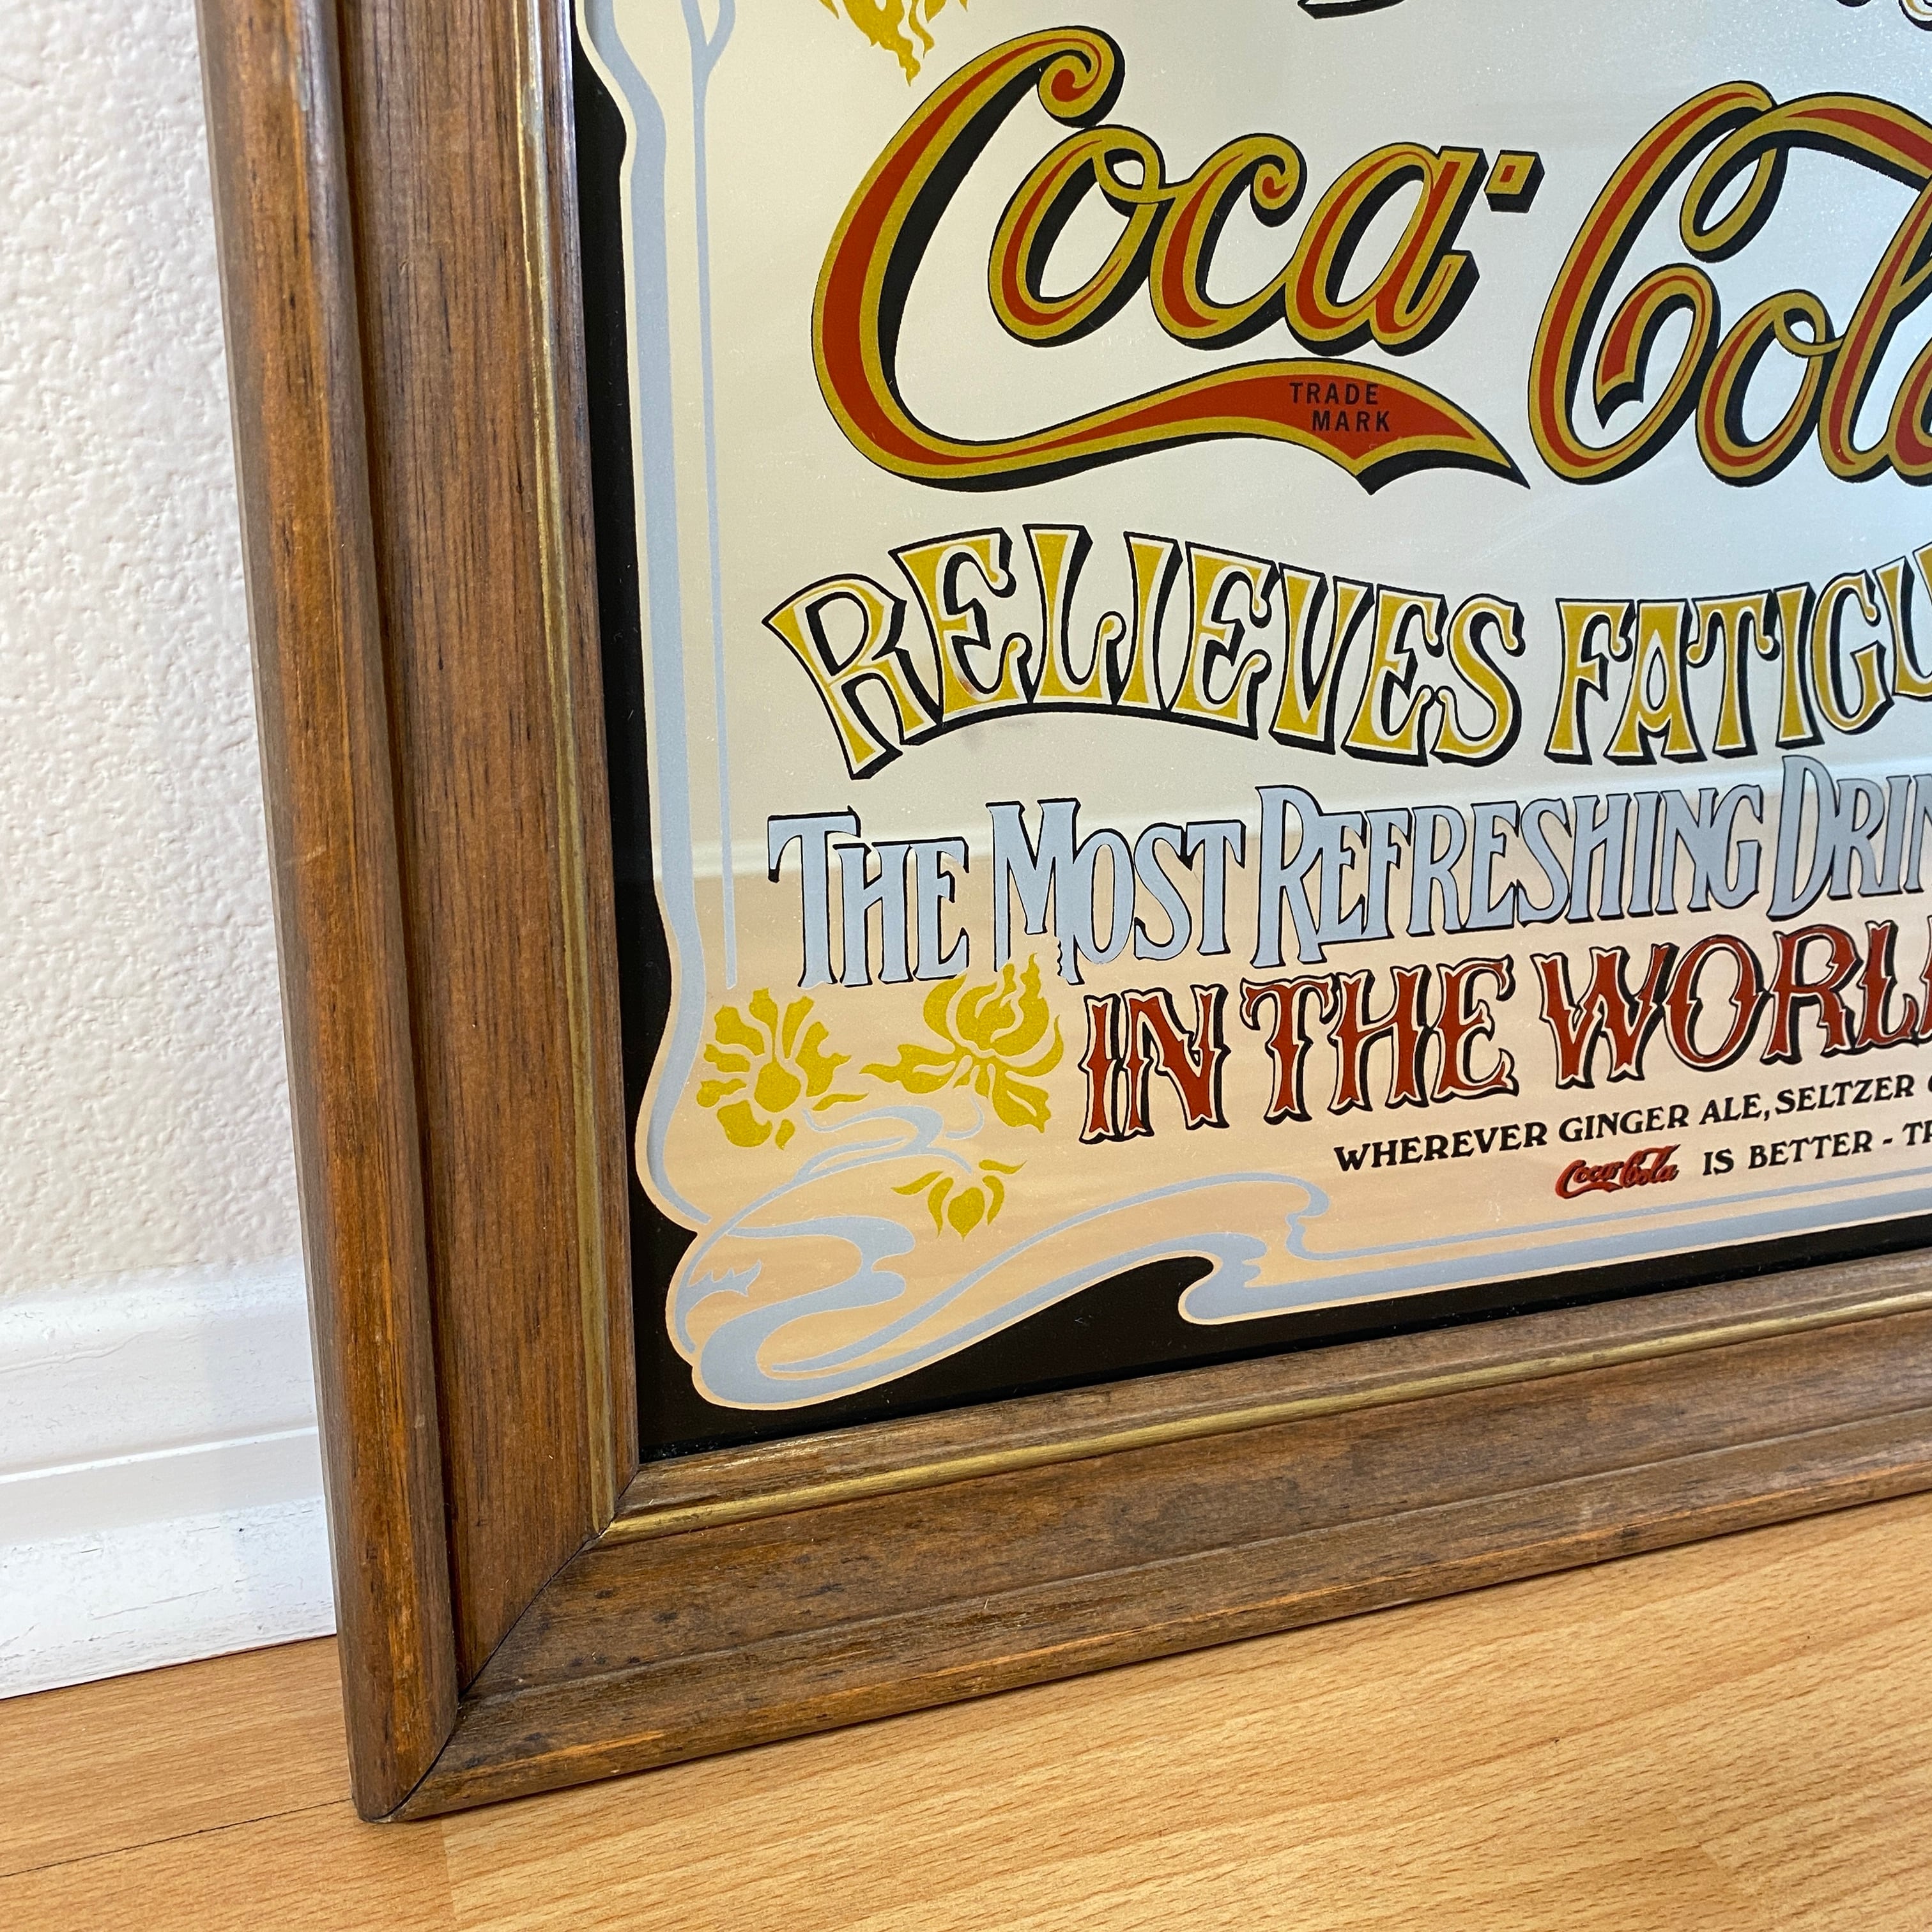 Coca-Cola
TRADE
MARK
RELIEVES FATIGU
THE MOST REFRESHING DRIN
IN THE WORL
WHEREVER GINGER ALE, SELTZER
Coca-Cola IS BETTER - TR